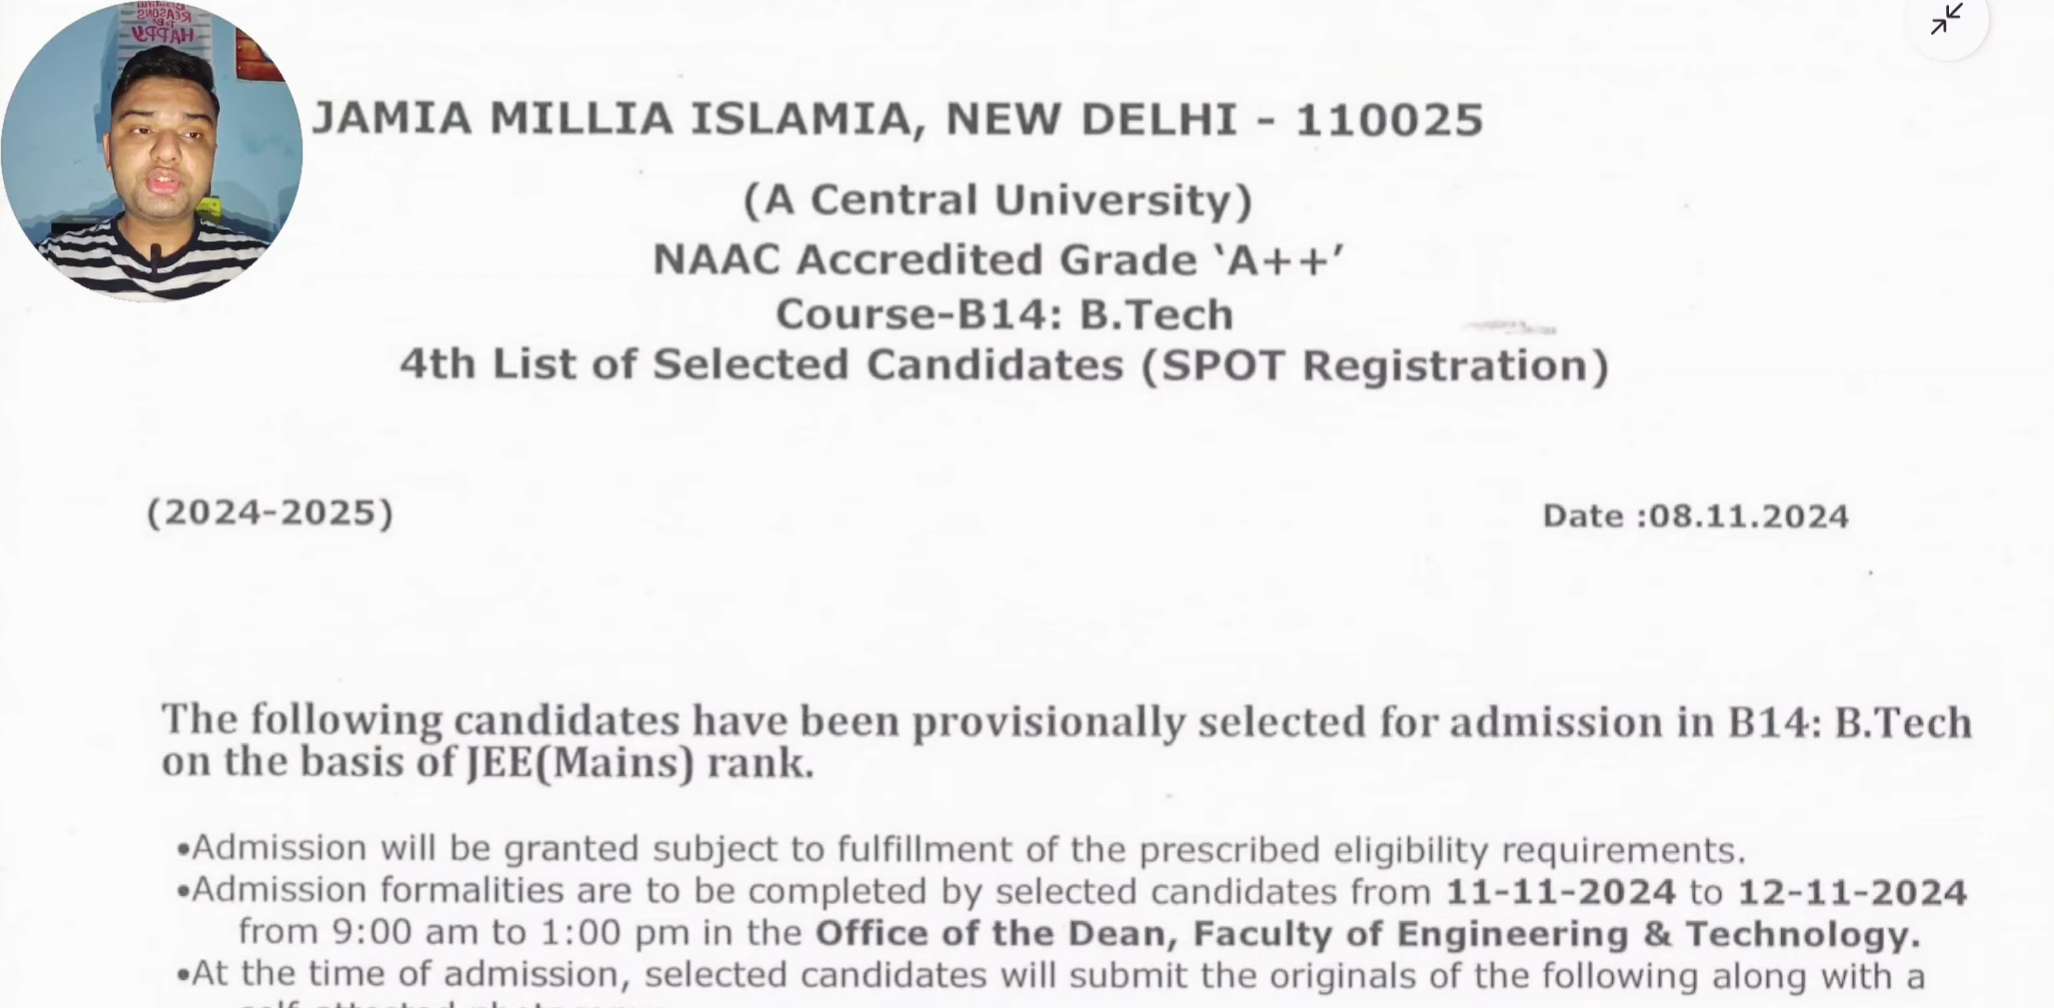 REASONS
To BE
HAPPY
JAMIA MILLIA ISLAMIA, NEW DELHI - 110025
(A Central University)
NAAC Accredited Grade ‘A++’
Course-B14: B.Tech
4th List of Selected Candidates (SPOT Registration)
(2024-2025)
Date :08.11.2024
The following candidates have been provisionally selected for admission in B14: B.Tech
on the basis of JEE(Mains) rank.
•Admission will be granted subject to fulfillment of the prescribed eligibility requirements.
•Admission formalities are to be completed by selected candidates from 11-11-2024 to 12-11-2024
from 9:00 am to 1:00 pm in the Office of the Dean, Faculty of Engineering & Technology.
•At the time of admission, selected candidates will submit the originals of the following along with a